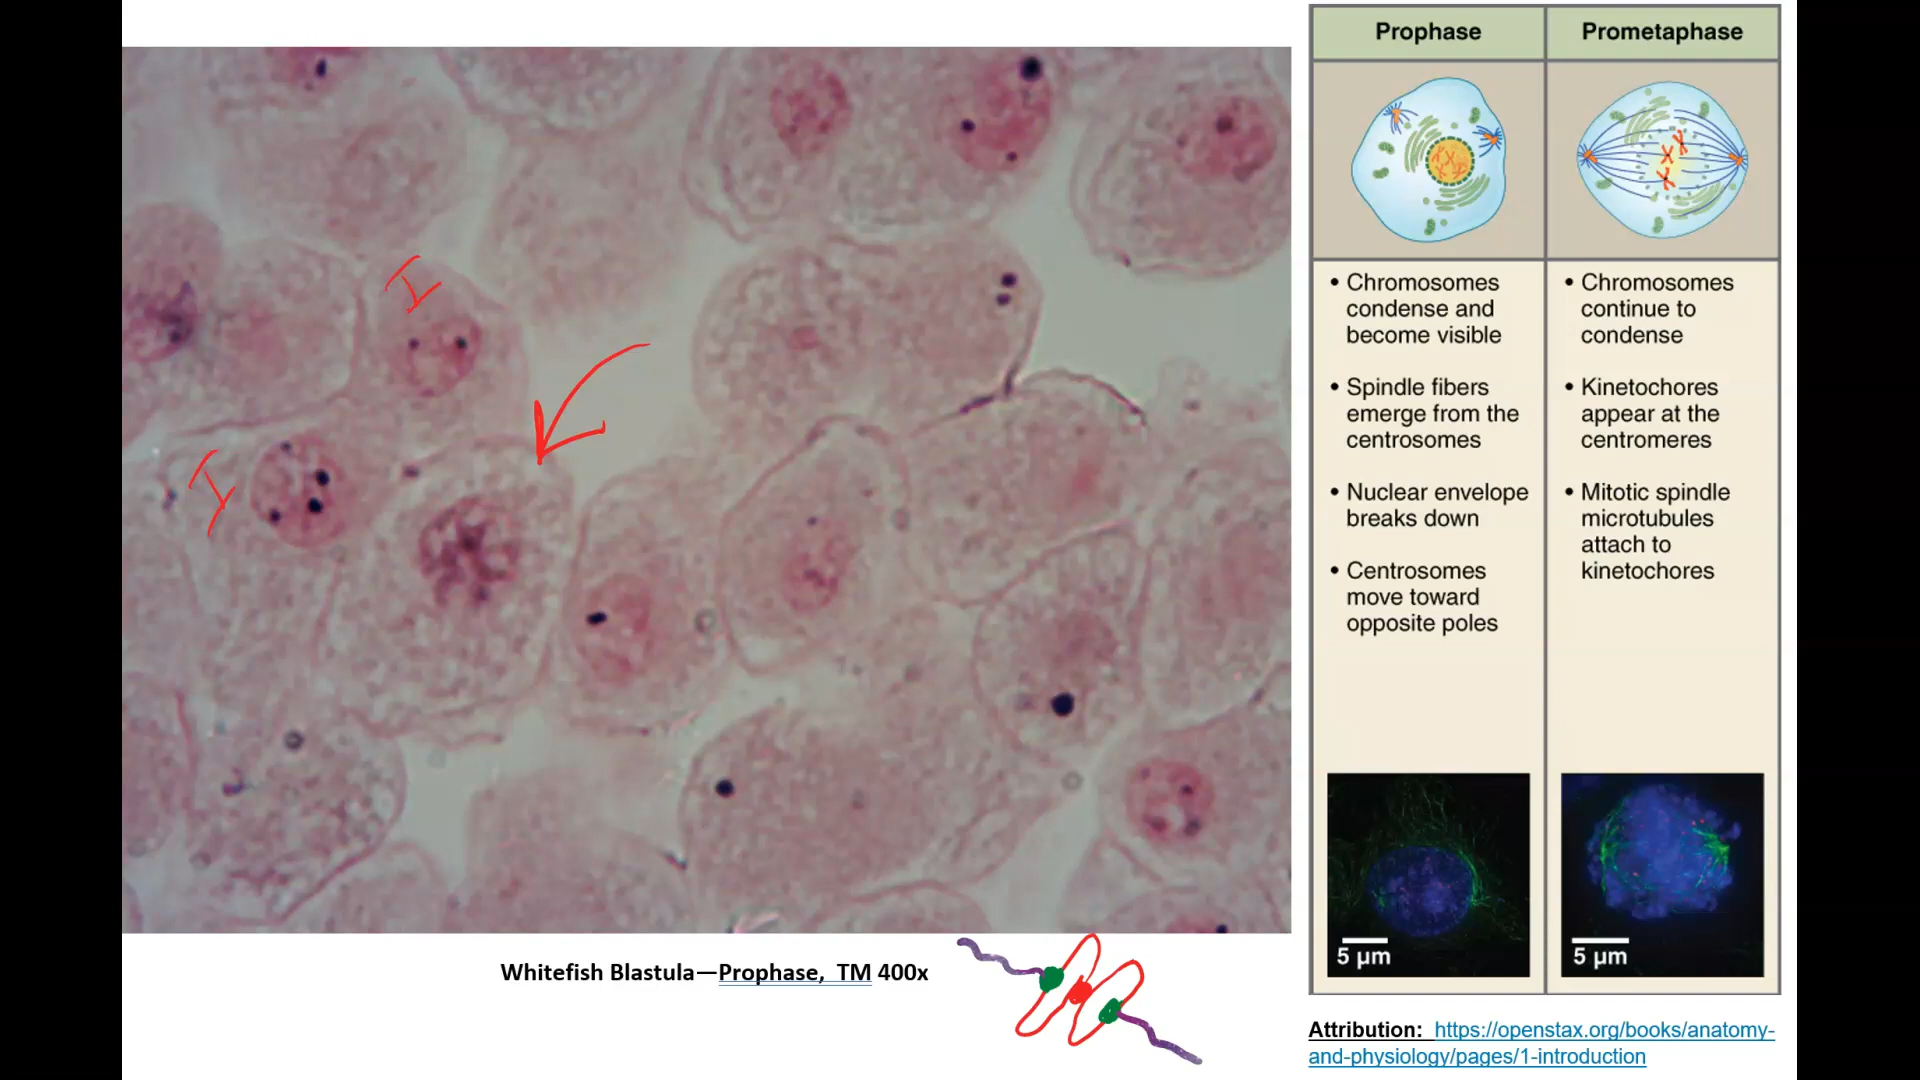 Prophase
Prometaphase
• Chromosomes
condense and
become visible
• Spindle fibers
emerge from the
centrosomes
• Nuclear envelope
breaks down
• Centrosomes
move toward
opposite poles
• Chromosomes
continue to
condense
• Kinetochores
appear at the
centromeres
• Mitotic spindle
microtubules
attach to
kinetochores
I
I
5 μm
5 μm
Whitefish Blastula—Prophase, TM 400x
Attribution: https://openstax.org/books/anatomy-
and-physiology/pages/1-introduction